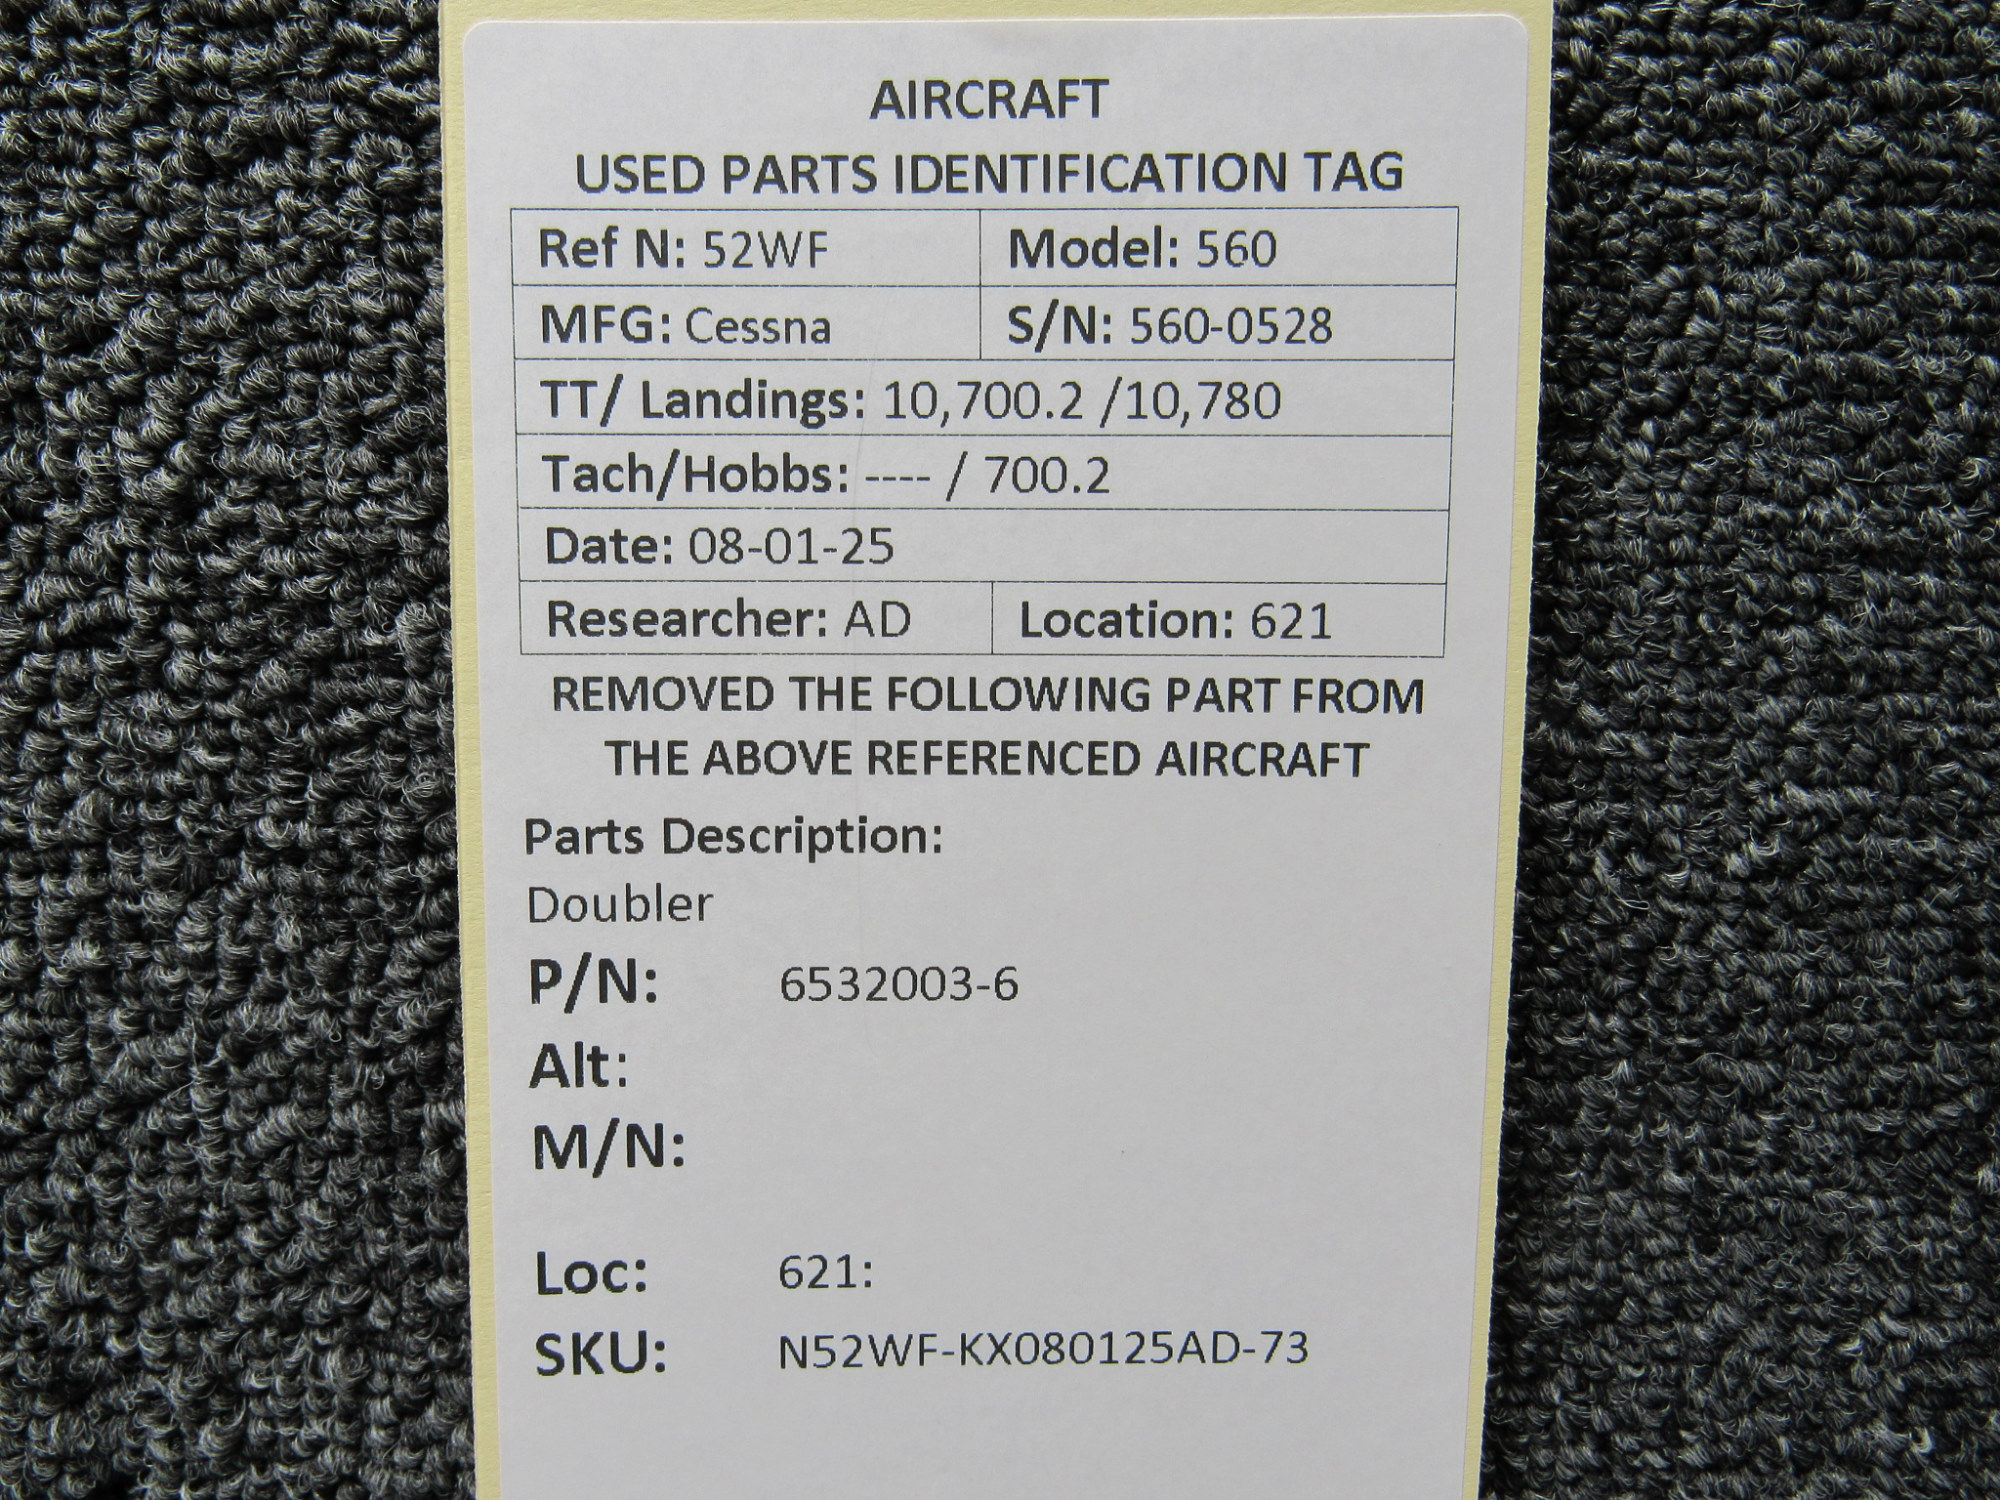 AIRCRAFT
USED PARTS IDENTIFICATION TAG
Ref N: 52WF Model: 560
MFG: Cessna S/N: 560-0528
TT/ Landings: 10,700.2 /10,780
Tach/Hobbs: ---- / 700.2
Date: 08-01-25
Researcher: AD Location: 621
REMOVED THE FOLLOWING PART FROM
THE ABOVE REFERENCED AIRCRAFT
Parts Description:
Doubler
P/N: 6532003-6
Alt:
M/N:
Loc: 621:
SKU: N52WF-KX080125AD-73